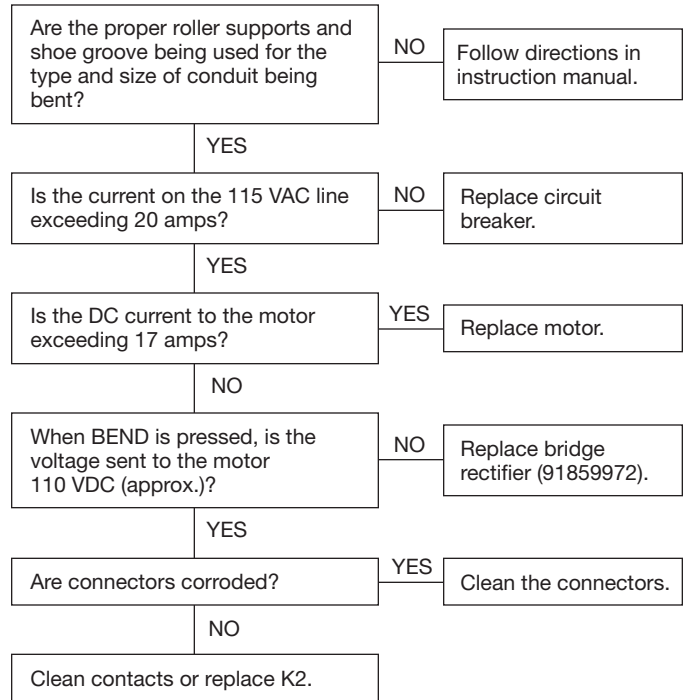 Are the proper roller supports and
shoe groove being used for the
type and size of conduit being
bent?
NO
Follow directions in
instruction manual.
YES
Is the current on the 115 VAC line
exceeding 20 amps?
NO
Replace circuit
breaker.
YES
Is the DC current to the motor
exceeding 17 amps?
YES
Replace motor.
NO
When BEND is pressed, is the
voltage sent to the motor
110 VDC (approx.)?
NO
Replace bridge
rectifier (91859972).
YES
Are connectors corroded?
YES
Clean the connectors.
NO
Clean contacts or replace K2.